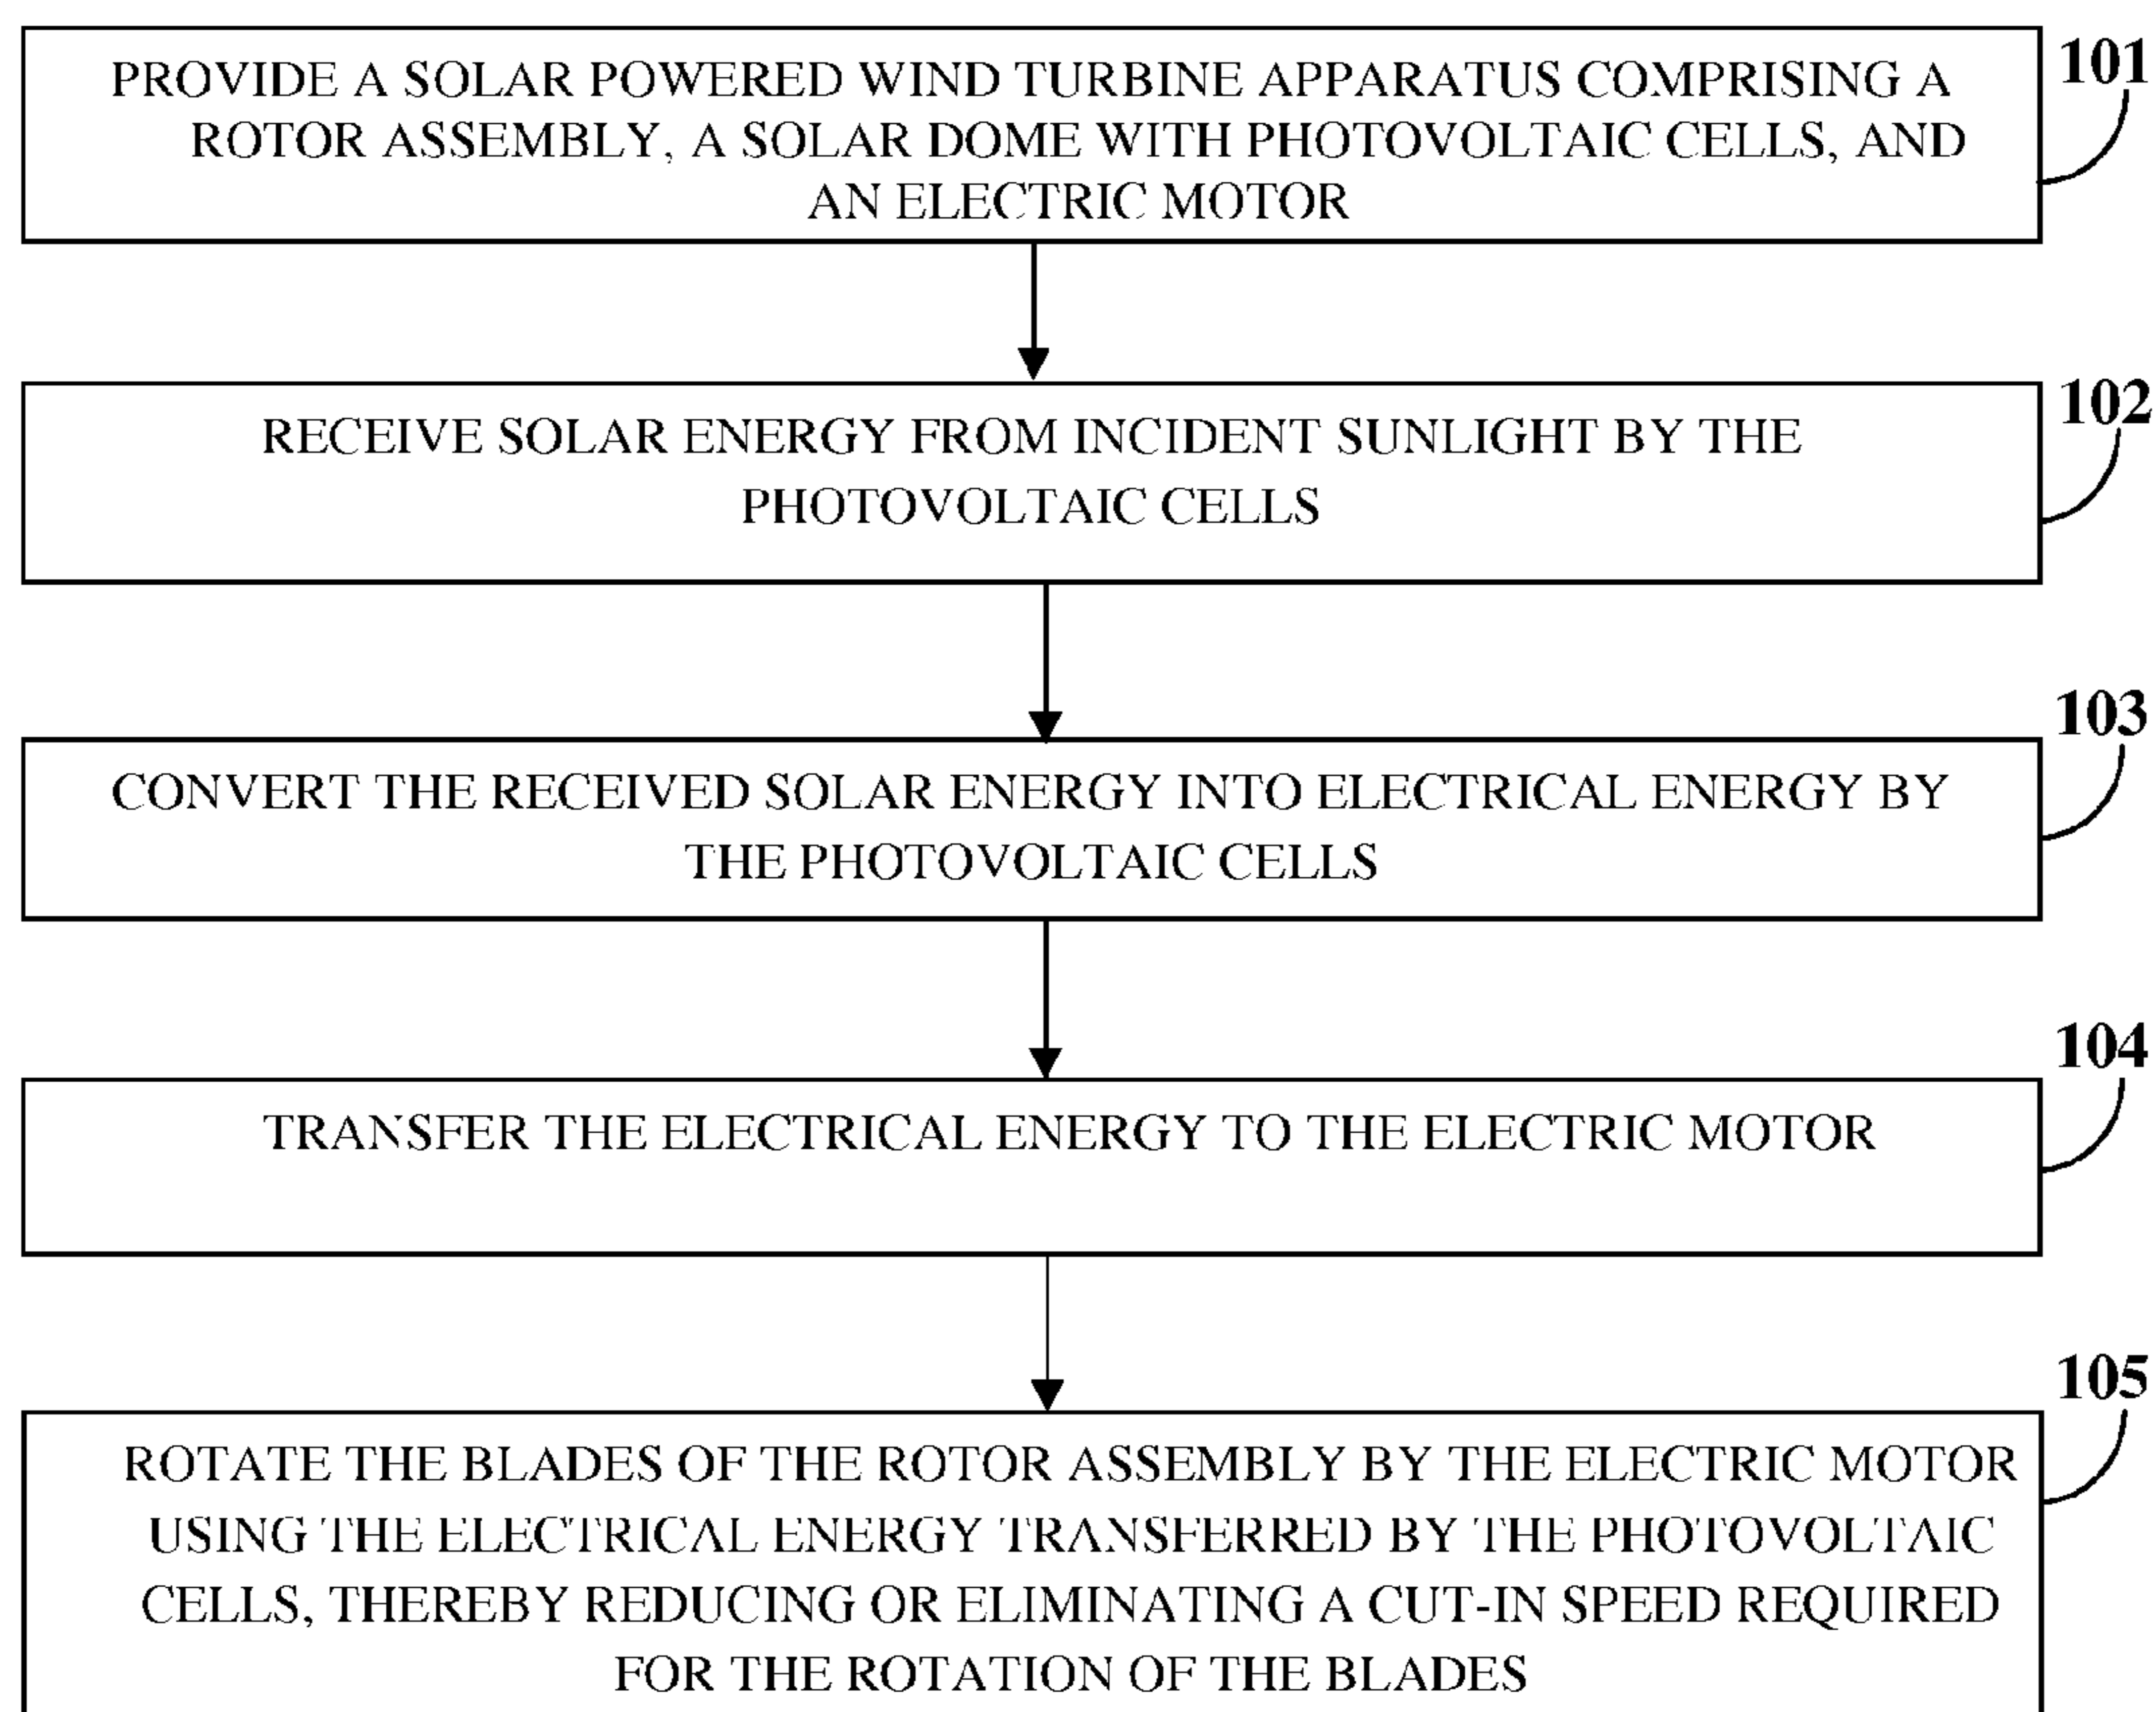 PROVIDE A SOLAR POWERED WIND TURBINE APPARATUS COMPRISING A
ROTOR ASSEMBLY, A SOLAR DOME WITH PHOTOVOLTAIC CELLS, AND
AN ELECTRIC MOTOR
101
RECEIVE SOLAR ENERGY FROM INCIDENT SUNLIGHT BY THE
PHOTOVOLTAIC CELLS
102
CONVERT THE RECEIVED SOLAR ENERGY INTO ELECTRICAL ENERGY BY
THE PHOTOVOLTAIC CELLS
103
TRANSFER THE ELECTRICAL ENERGY TO THE ELECTRIC MOTOR
104
ROTATE THE BLADES OF THE ROTOR ASSEMBLY BY THE ELECTRIC MOTOR
USING THE ELECTRICAL ENERGY TRANSFERRED BY THE PHOTOVOLTAIC
CELLS, THEREBY REDUCING OR ELIMINATING A CUT-IN SPEED REQUIRED
FOR THE ROTATION OF THE BLADES
105